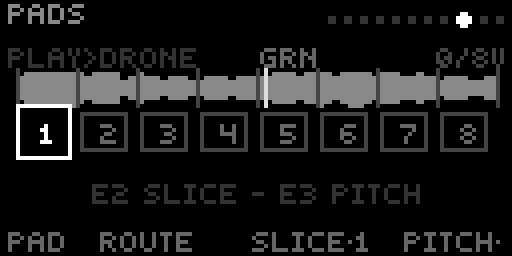 PADS
PLAY>DRONE GRN 0/8V
1 2 3 4 5 6 7 8
E2 SLICE - E3 PITCH
PAD ROUTE SLICE·1 PITCH·